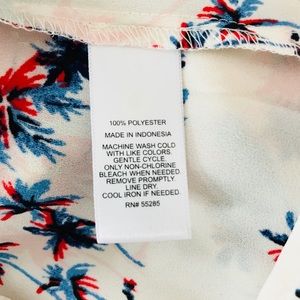 100% POLYESTER
MADE IN INDONESIA
MACHINE WASH COLD
WITH LIKE COLORS.
GENTLE CYCLE.
ONLY NON-CHLORINE
BLEACH WHEN NEEDED.
REMOVE PROMPTLY.
LINE DRY.
COOL IRON IF NEEDED.
RN# 55285